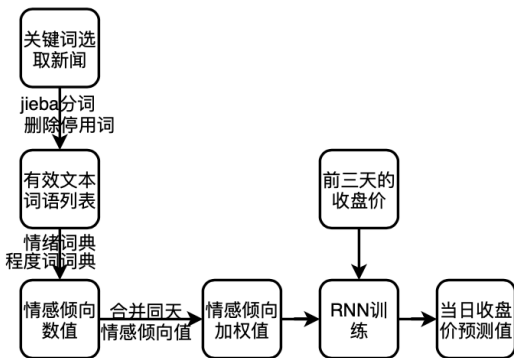 关键词选
取新闻
jieba分词
删除停用词
有效文本
词语列表
前三天的
收盘价
情绪词典
程度词词典
情感倾向
数值
合并同天
情感倾向值
情感倾向
加权值
RNN训
练
当日收盘
价预测值